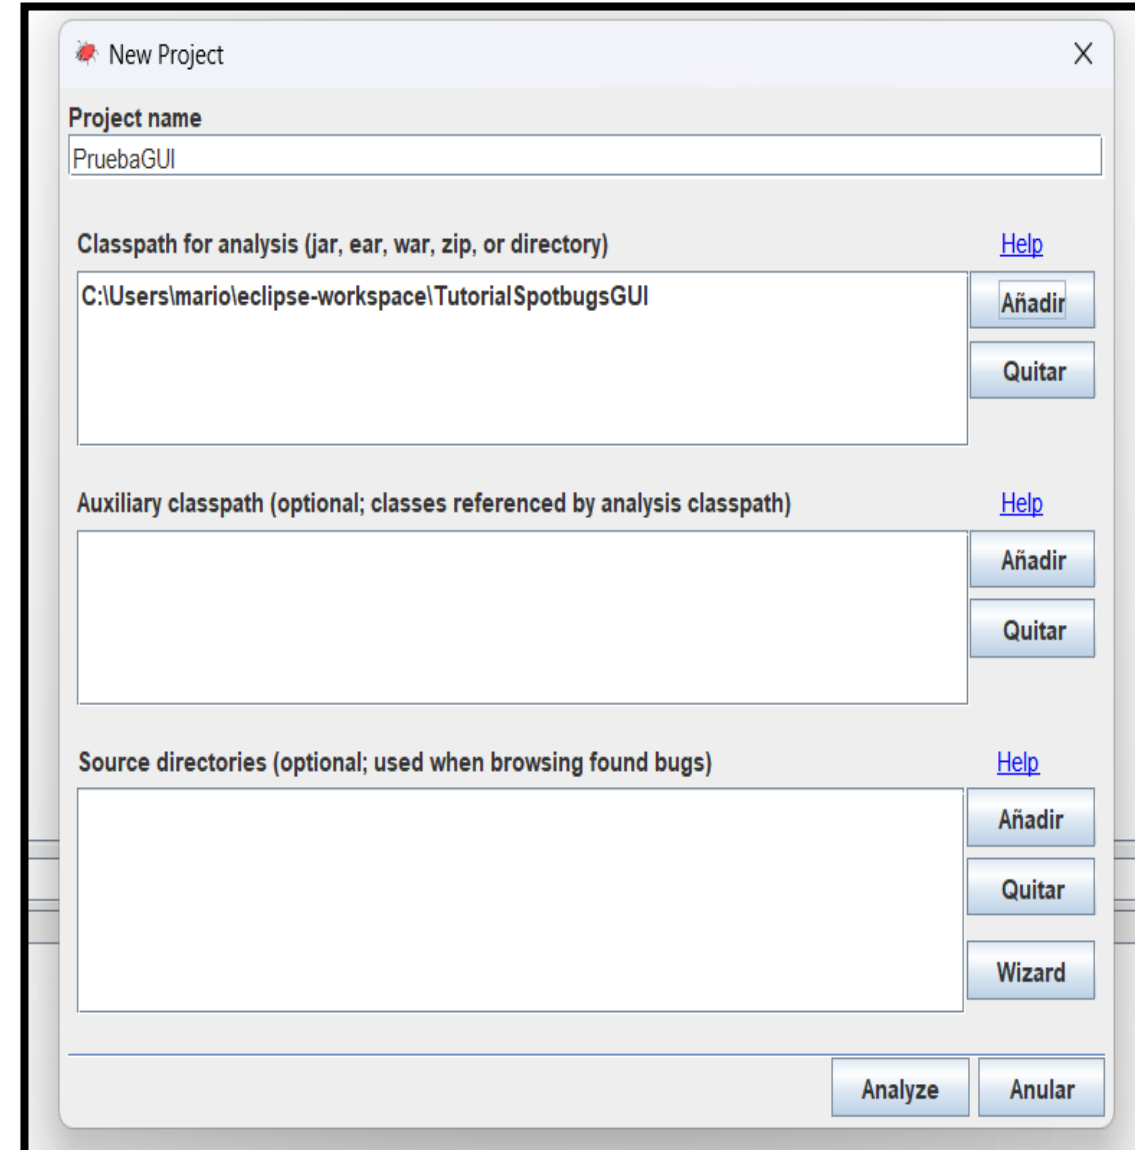 New Project
Project name
PruebaGUI
Classpath for analysis (jar, ear, war, zip, or directory)
Help
C:\Users\mario\eclipse-workspace\TutorialSpotbugsGUI
Añadir
Quitar
Auxiliary classpath (optional; classes referenced by analysis classpath)
Help
Añadir
Quitar
Source directories (optional; used when browsing found bugs)
Help
Añadir
Quitar
Wizard
Analyze
Anular